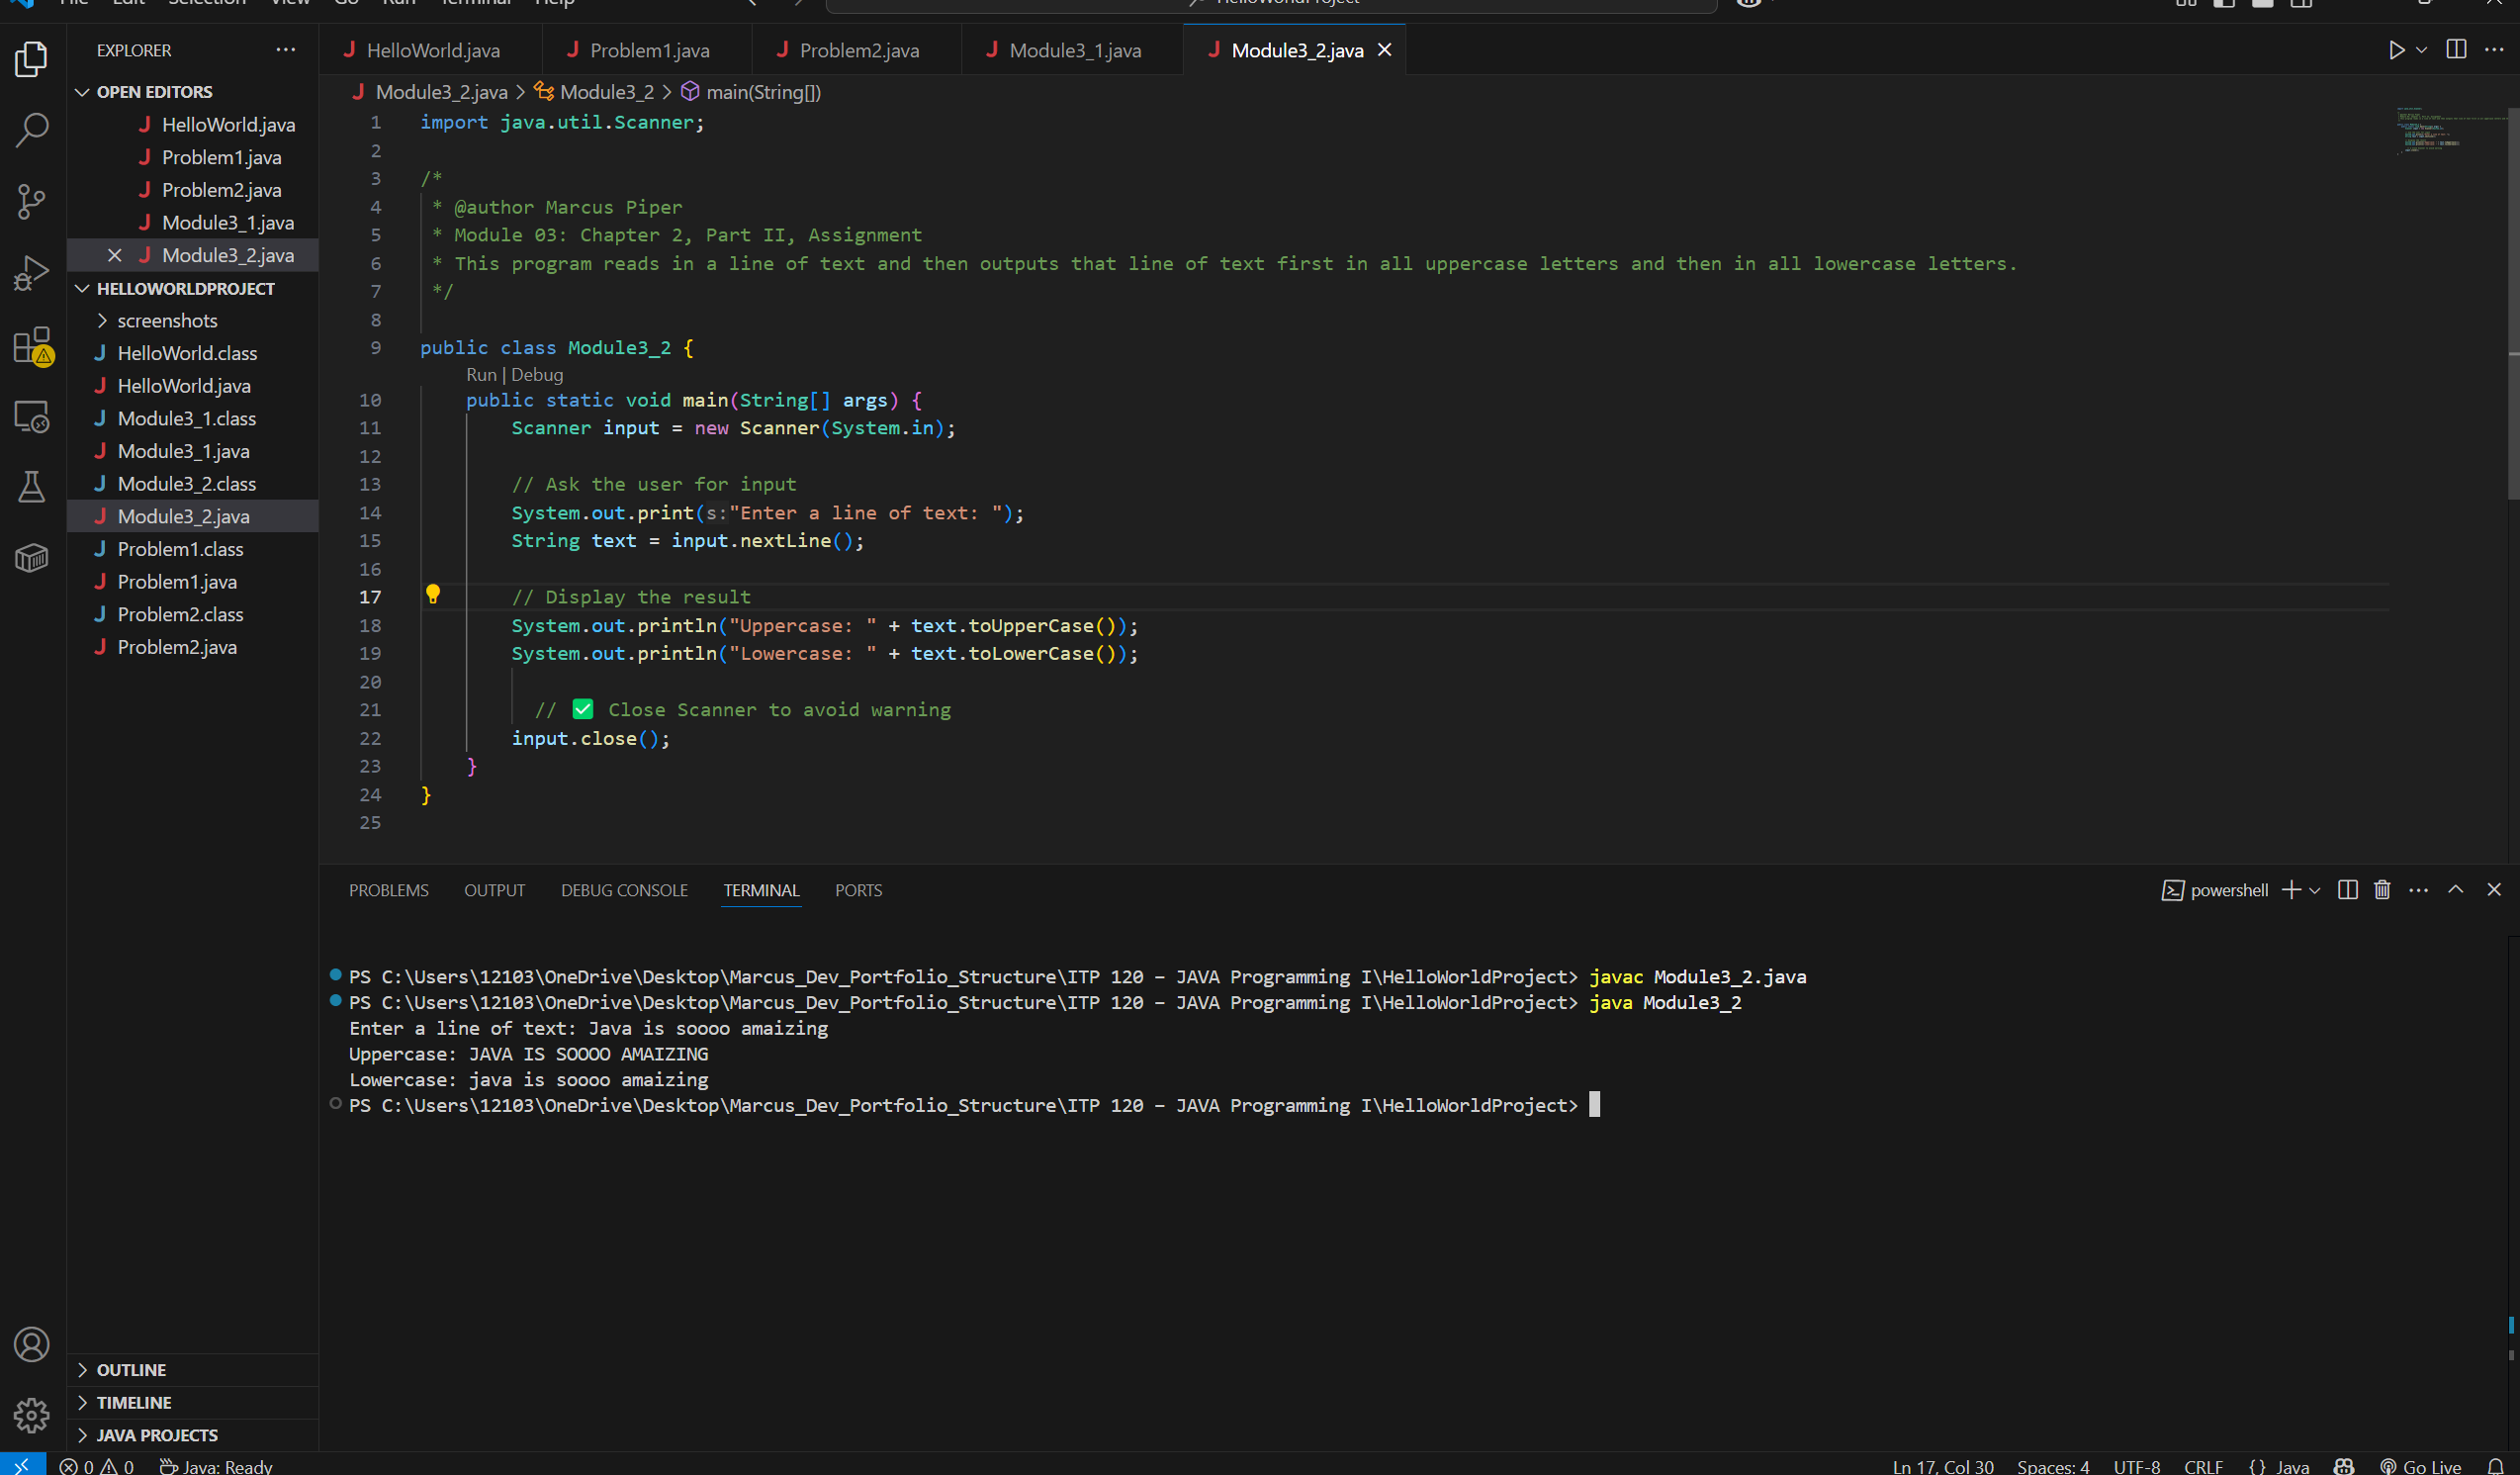 File Edit Selection View Go Run Terminal Help
HelloWorldProject
EXPLORER
HelloWorld.java Problem1.java Problem2.java Module3_1.java Module3_2.java
OPEN EDITORS
HelloWorld.java
Problem1.java
Problem2.java
Module3_1.java
Module3_2.java
HELLOWORLDPROJECT
screenshots
HelloWorld.class
HelloWorld.java
Module3_1.class
Module3_1.java
Module3_2.class
Module3_2.java
Problem1.class
Problem1.java
Problem2.class
Problem2.java
OUTLINE
TIMELINE
JAVA PROJECTS
Module3_2.java > Module3_2 > main(String[])
1 import java.util.Scanner;
2
3 /*
4 * @author Marcus Piper
5 * Module 03: Chapter 2, Part II, Assignment
6 * This program reads in a line of text and then outputs that line of text first in all uppercase letters and then in all lowercase letters.
7 */
8
9 public class Module3_2 {
Run | Debug
10 public static void main(String[] args) {
11 Scanner input = new Scanner(System.in);
12
13 // Ask the user for input
14 System.out.print(s:"Enter a line of text: ");
15 String text = input.nextLine();
16
17 // Display the result
18 System.out.println("Uppercase: " + text.toUpperCase());
19 System.out.println("Lowercase: " + text.toLowerCase());
20
21 // ✅ Close Scanner to avoid warning
22 input.close();
23 }
24 }
25
PROBLEMS OUTPUT DEBUG CONSOLE TERMINAL PORTS
powershell
PS C:\Users\12103\OneDrive\Desktop\Marcus_Dev_Portfolio_Structure\ITP 120 – JAVA Programming I\HelloWorldProject> javac Module3_2.java
PS C:\Users\12103\OneDrive\Desktop\Marcus_Dev_Portfolio_Structure\ITP 120 – JAVA Programming I\HelloWorldProject> java Module3_2
Enter a line of text: Java is soooo amaizing
Uppercase: JAVA IS SOOOO AMAIZING
Lowercase: java is soooo amaizing
PS C:\Users\12103\OneDrive\Desktop\Marcus_Dev_Portfolio_Structure\ITP 120 – JAVA Programming I\HelloWorldProject>
0 0 Java: Ready
Ln 17, Col 30 Spaces: 4 UTF-8 CRLF {} Java Go Live